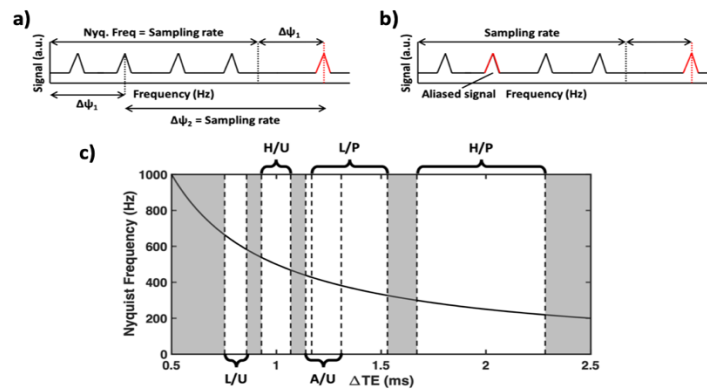 a)
Nyq. Freq = Sampling rate
Δψ₁
Signal (a.u.)
Frequency (Hz)
Δψ₁
Δψ₂ = Sampling rate
b)
Sampling rate
Signal (a.u.)
Aliased signal
Frequency (Hz)
c)
H/U
L/P
H/P
Nyquist Frequency (Hz)
1000
800
600
400
200
0
0.5
1
1.5
2
2.5
L/U
A/U
ΔTE (ms)